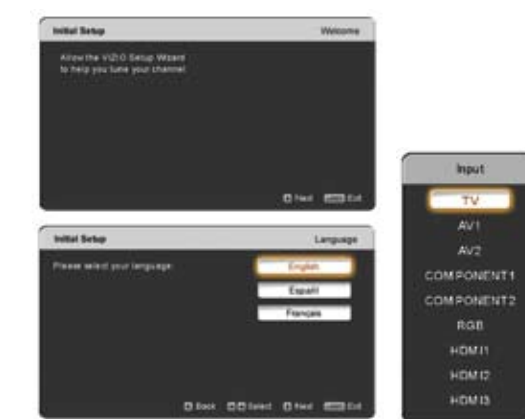 Initial Setup Welcome
Allow the VIZIO Setup Wizard
to help you tune your channel
Next Exit
Initial Setup Language
Please select your language.
English
Español
Français
Back Select Next Exit
Input
TV
AV1
AV2
COMPONENT1
COMPONENT2
RGB
HDMI1
HDMI2
HDMI3